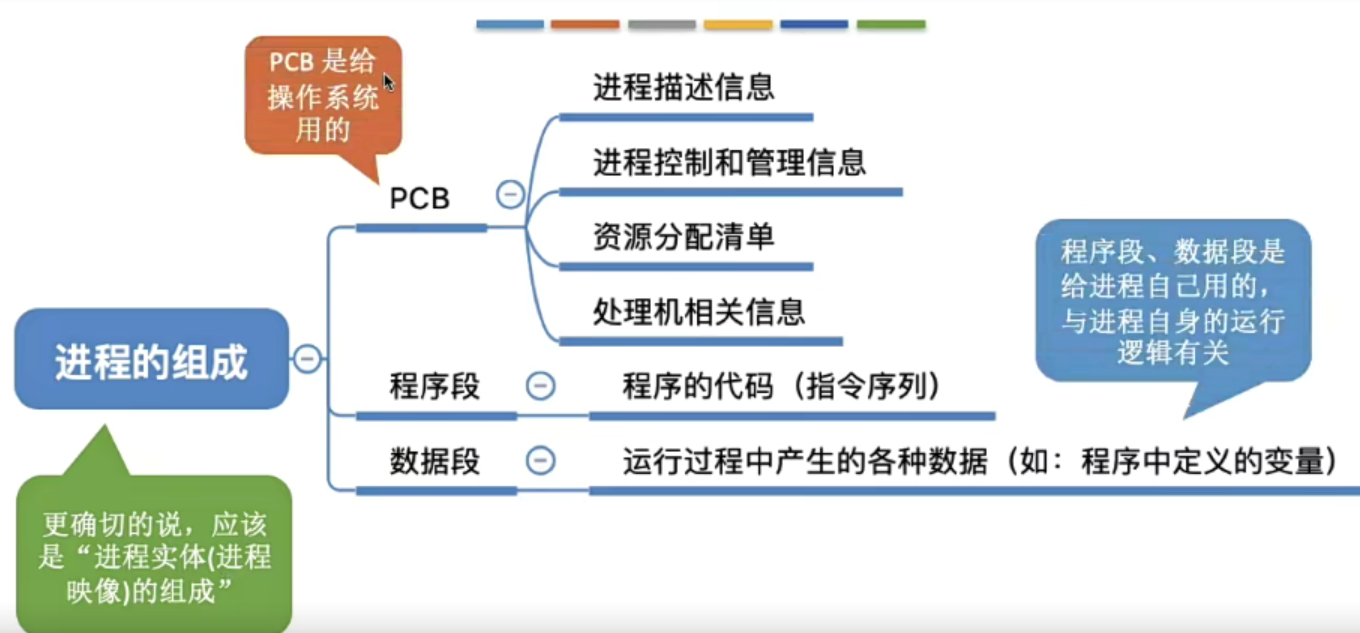 PCB 是给
操作系统
用的
进程描述信息
进程控制和管理信息
PCB
资源分配清单
处理机相关信息
程序段、数据段是
给进程自己用的，
与进程自身的运行
逻辑有关
进程的组成
程序段
程序的代码（指令序列）
数据段
运行过程中产生的各种数据（如：程序中定义的变量）
更确切的说，应该
是“进程实体(进程
映像)的组成”